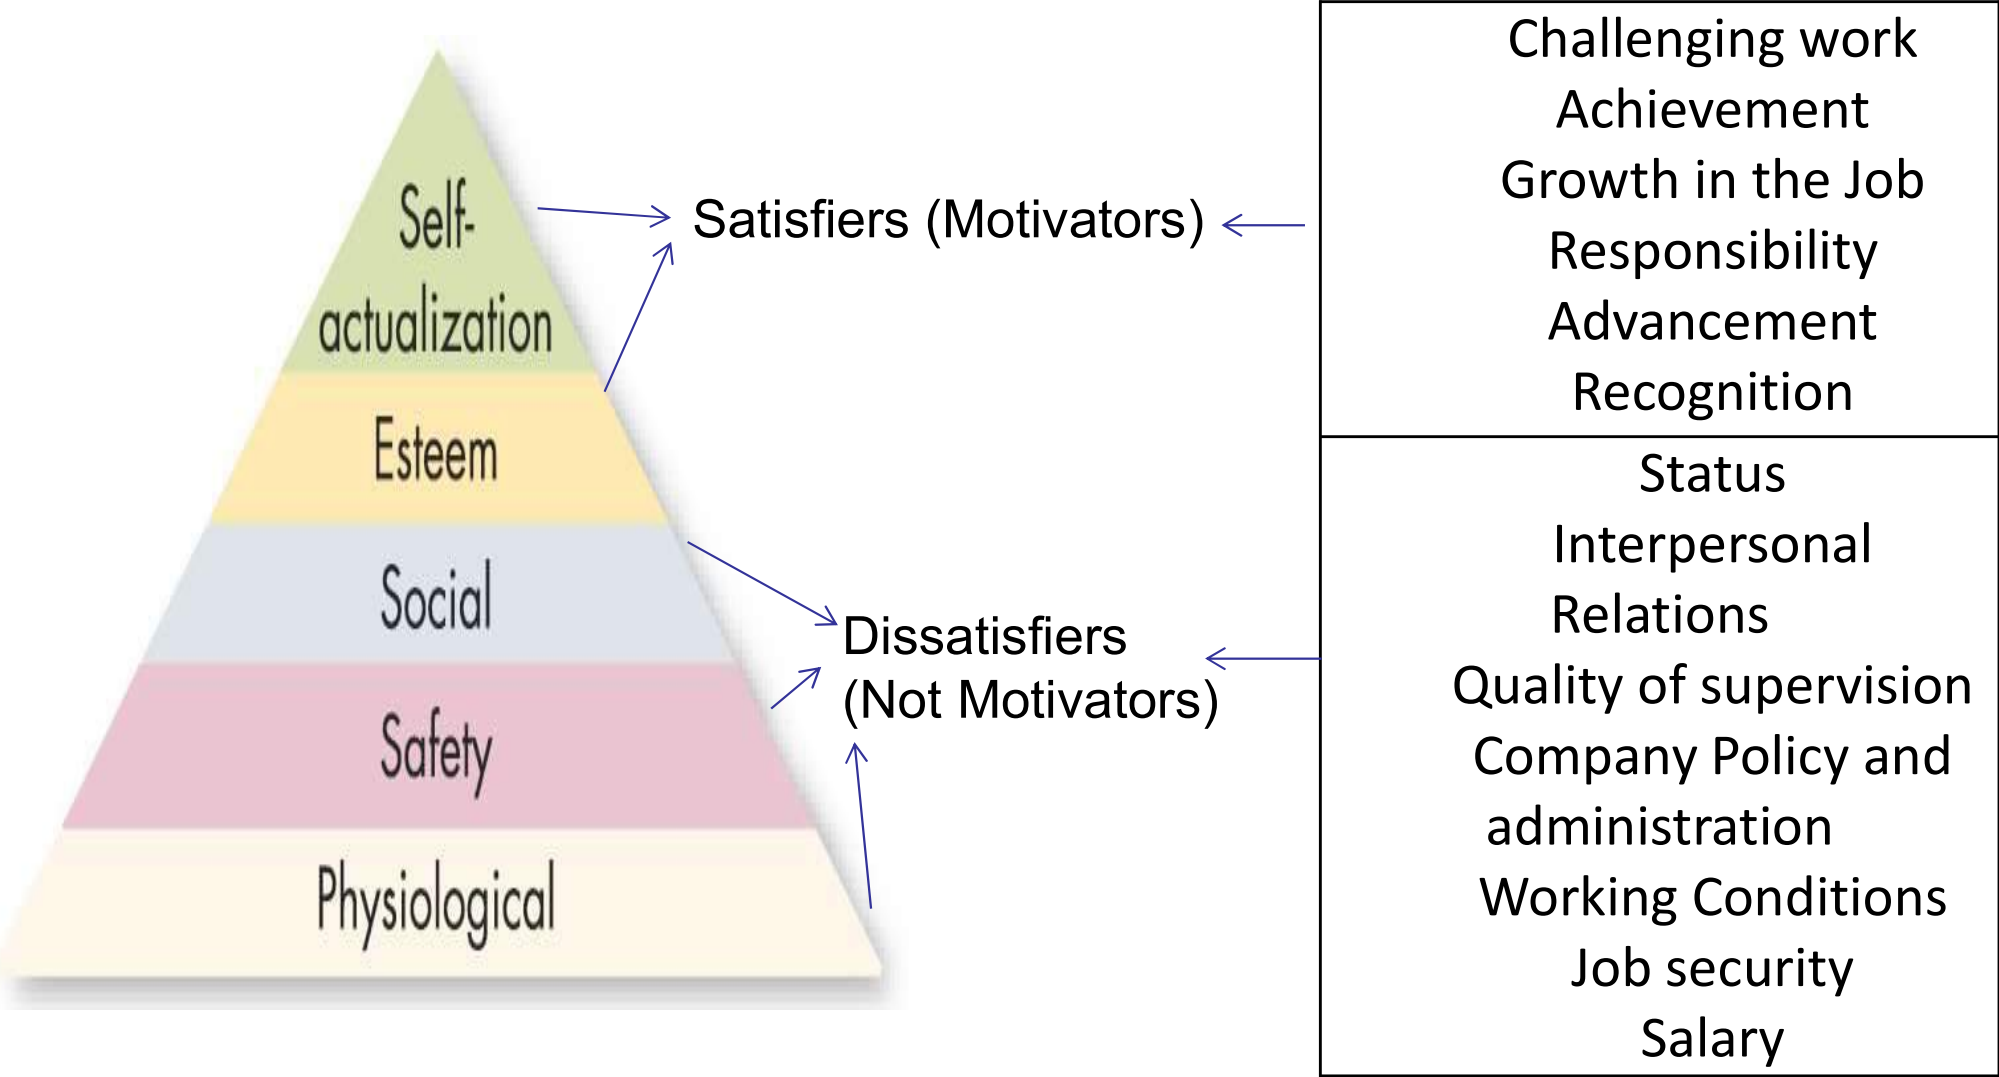 Self-
actualization
Esteem
Social
Safety
Physiological
Satisfiers (Motivators)
Dissatisfiers
(Not Motivators)
Challenging work
Achievement
Growth in the Job
Responsibility
Advancement
Recognition
Status
Interpersonal
Relations
Quality of supervision
Company Policy and
administration
Working Conditions
Job security
Salary